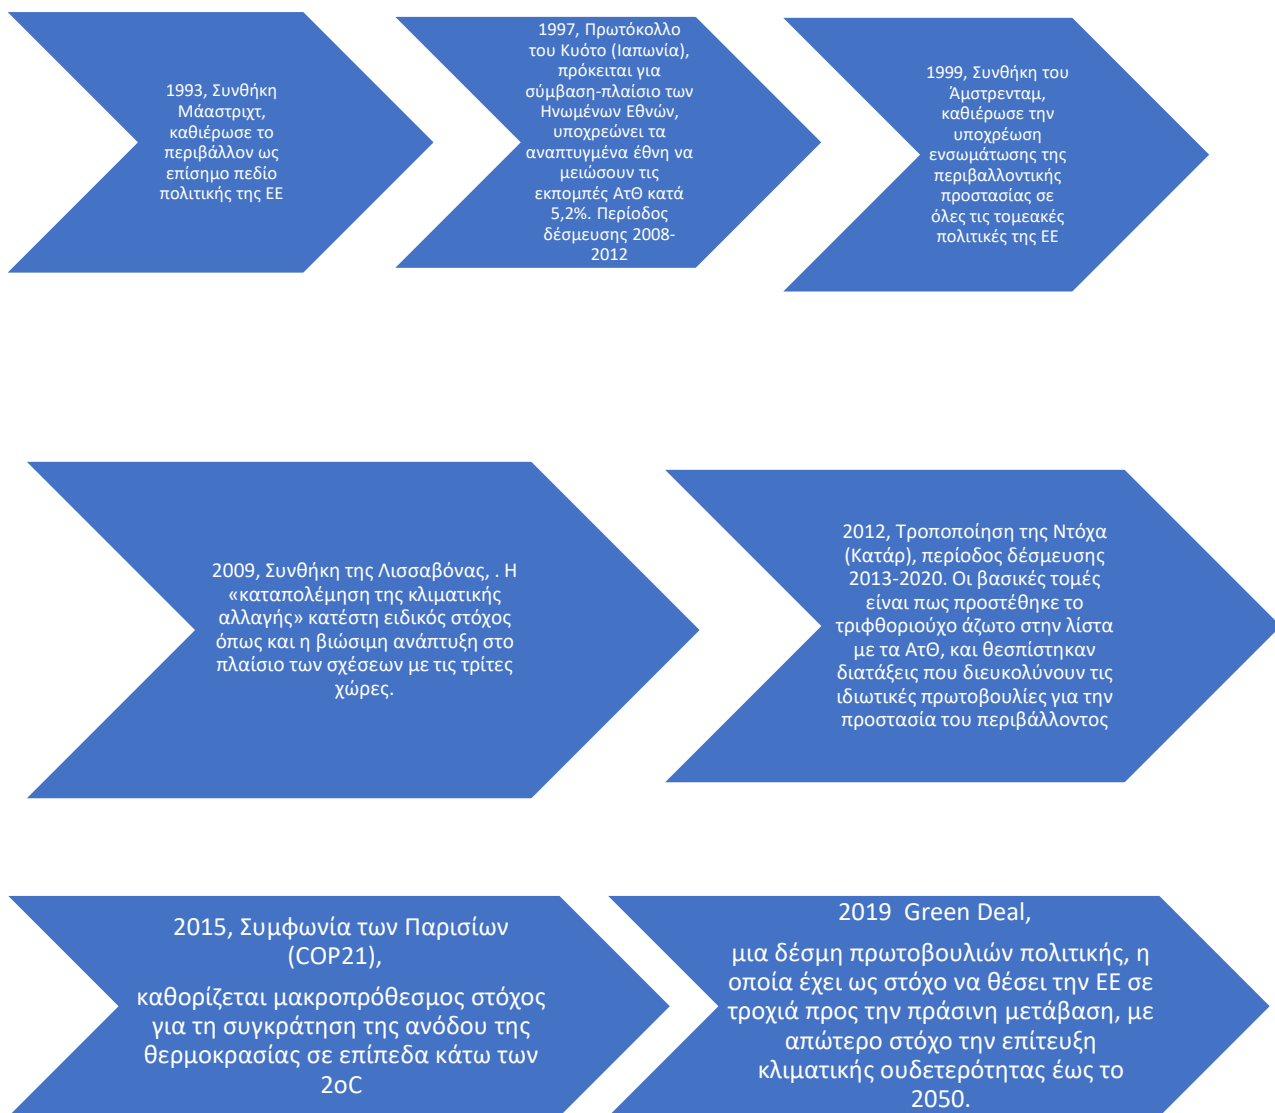 1993, Συνθήκη
Μάαστριχτ,
καθιέρωσε το
περιβάλλον ως
επίσημο πεδίο
πολιτικής της ΕΕ
1997, Πρωτόκολλο
του Κυότο (Ιαπωνία),
πρόκειται για
σύμβαση-πλαίσιο των
Ηνωμένων Εθνών,
υποχρεώνει τα
αναπτυγμένα έθνη να
μειώσουν τις
εκπομπές ΑτΘ κατά
5,2%. Περίοδος
δέσμευσης 2008-
2012
1999, Συνθήκη του
Άμστρενταμ,
καθιέρωσε την
υποχρέωση
ενσωμάτωσης της
περιβαλλοντικής
προστασίας σε
όλες τις τομεακές
πολιτικές της ΕΕ
2009, Συνθήκη της Λισσαβόνας, . Η
«καταπολέμηση της κλιματικής
αλλαγής» κατέστη ειδικός στόχος
όπως και η βιώσιμη ανάπτυξη στο
πλαίσιο των σχέσεων με τις τρίτες
χώρες.
2012, Τροποποίηση της Ντόχα
(Κατάρ), περίοδος δέσμευσης
2013-2020. Οι βασικές τομές
είναι πως προστέθηκε το
τριφθοριούχο άζωτο στην λίστα
με τα ΑτΘ, και θεσπίστηκαν
διατάξεις που διευκολύνουν τις
ιδιωτικές πρωτοβουλίες για την
προστασία του περιβάλλοντος
2015, Συμφωνία των Παρισίων
(COP21),
καθορίζεται μακροπρόθεσμος στόχος
για τη συγκράτηση της ανόδου της
θερμοκρασίας σε επίπεδα κάτω των
2οC
2019 Green Deal,
μια δέσμη πρωτοβουλιών πολιτικής, η
οποία έχει ως στόχο να θέσει την ΕΕ σε
τροχιά προς την πράσινη μετάβαση, με
απώτερο στόχο την επίτευξη
κλιματικής ουδετερότητας έως το
2050.